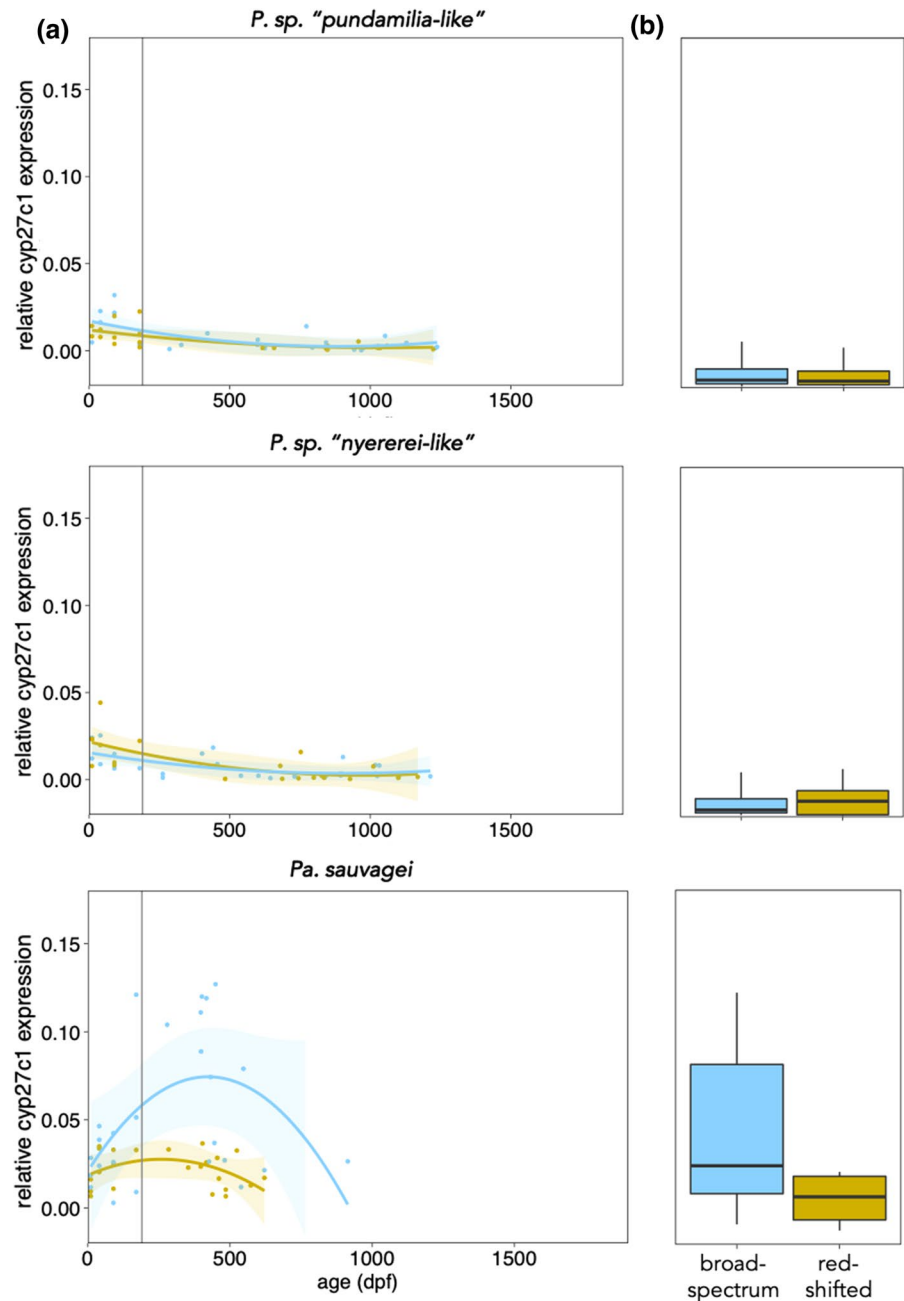 (a)
P. sp. "pundamilia-like"
(b)
relative cyp27c1 expression
0.15
0.10
0.05
0.00
0
500
1000
1500
P. sp. "nyererei-like"
relative cyp27c1 expression
0.15
0.10
0.05
0.00
0
500
1000
1500
Pa. sauvagei
relative cyp27c1 expression
0.15
0.10
0.05
0.00
0
500
1000
1500
age (dpf)
broad-
spectrum
red-
shifted